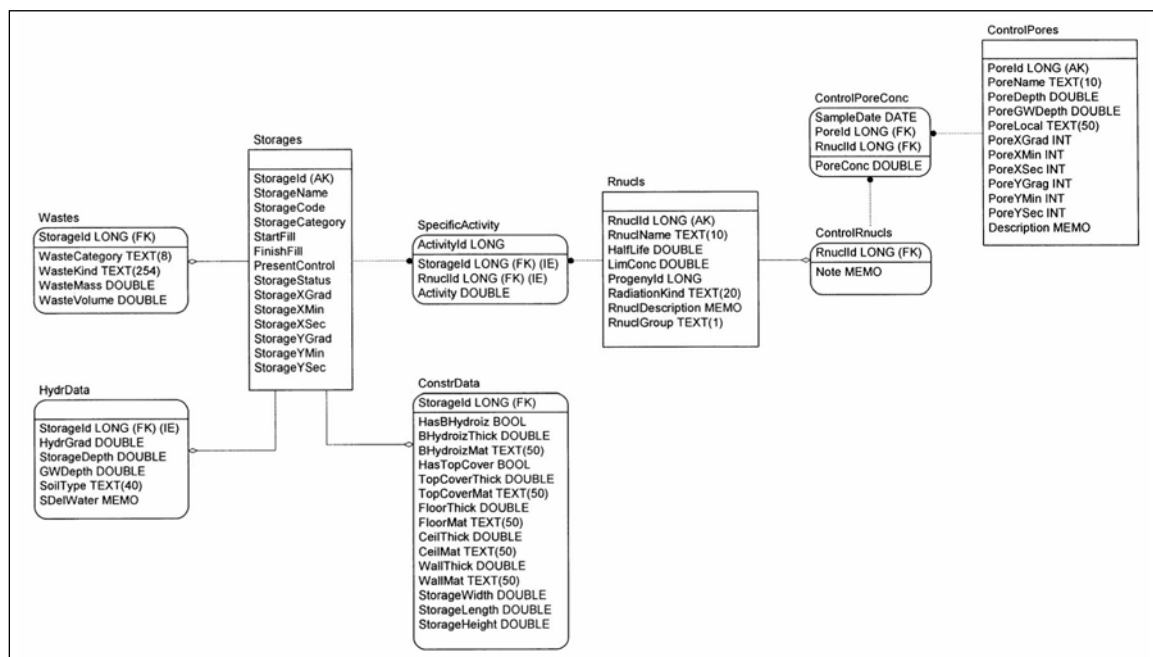 ControlPores
PoreId LONG (AK)
PoreName TEXT(10)
PoreDepth DOUBLE
PoreGWDepth DOUBLE
PoreLocal TEXT(50)
PoreXGrad INT
PoreXMin INT
PoreXSec INT
PoreYGrag INT
PoreYMin INT
PoreYSec INT
Description MEMO
ControlPoreConc
SampleDate DATE
PoreId LONG (FK)
RnuclId LONG (FK)
PoreConc DOUBLE
Storages
StorageId (AK)
StorageName
StorageCode
StorageCategory
StartFill
FinishFill
PresentControl
StorageStatus
StorageXGrad
StorageXMin
StorageXSec
StorageYGrad
StorageYMin
StorageYSec
Rnucls
RnuclId LONG (AK)
RnuclName TEXT(10)
HalfLife DOUBLE
LimConc DOUBLE
ProgenyId LONG
RadiationKind TEXT(20)
RnuclDescription MEMO
RnuclGroup TEXT(1)
Wastes
StorageId LONG (FK)
WasteCategory TEXT(8)
WasteKind TEXT(254)
WasteMass DOUBLE
WasteVolume DOUBLE
SpecificActivity
ActivityId LONG
StorageId LONG (FK) (IE)
RnuclId LONG (FK) (IE)
Activity DOUBLE
ControlRnucls
RnuclId LONG (FK)
Note MEMO
HydrData
StorageId LONG (FK) (IE)
HydrGrad DOUBLE
StorageDepth DOUBLE
GWDepth DOUBLE
SoilType TEXT(40)
SDelWater MEMO
ConstrData
StorageId LONG (FK)
HasBHydroiz BOOL
BHydroizThick DOUBLE
BHydroizMat TEXT(50)
HasTopCover BOOL
TopCoverThick DOUBLE
TopCoverMat TEXT(50)
FloorThick DOUBLE
FloorMat TEXT(50)
CeilThick DOUBLE
CeilMat TEXT(50)
WallThick DOUBLE
WallMat TEXT(50)
StorageWidth DOUBLE
StorageLength DOUBLE
StorageHeight DOUBLE